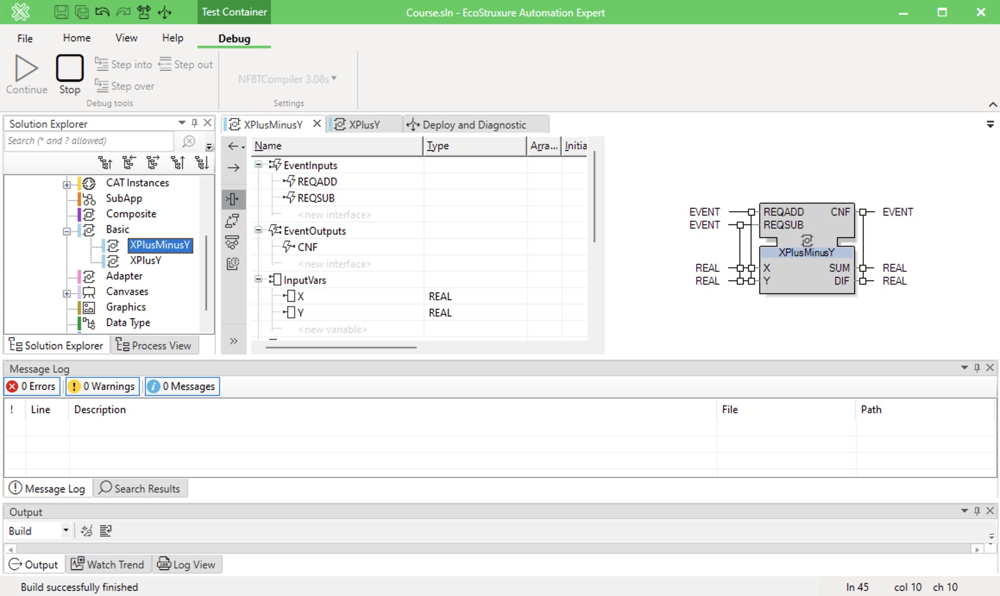 Test Container
Course.sln - EcoStruxure Automation Expert
File Home View Help Debug
Continue
Stop
Step into
Step out
Step over
Debug tools
NFBTCompiler 3.08s
Settings
Solution Explorer
Search (* and ? allowed)
CAT Instances
SubApp
Composite
Basic
XPlusMinusY
XPlusY
Adapter
Canvases
Graphics
Data Type
Solution Explorer
Process View
XPlusMinusY
XPlusY
Deploy and Diagnostic
Name Type Arra... Initia
EventInputs
REQADD
REQSUB
<new interface>
EventOutputs
CNF
<new interface>
InputVars
X REAL
Y REAL
<new variable>
EVENT REQADD CNF EVENT
EVENT REQSUB
XPlusMinusY
REAL X SUM REAL
REAL Y DIF REAL
Message Log
0 Errors
! 0 Warnings
i 0 Messages
! Line Description File Path
Message Log
Search Results
Output
Build
Output
Watch Trend
LOG Log View
Build successfully finished
ln 45 col 10 ch 10